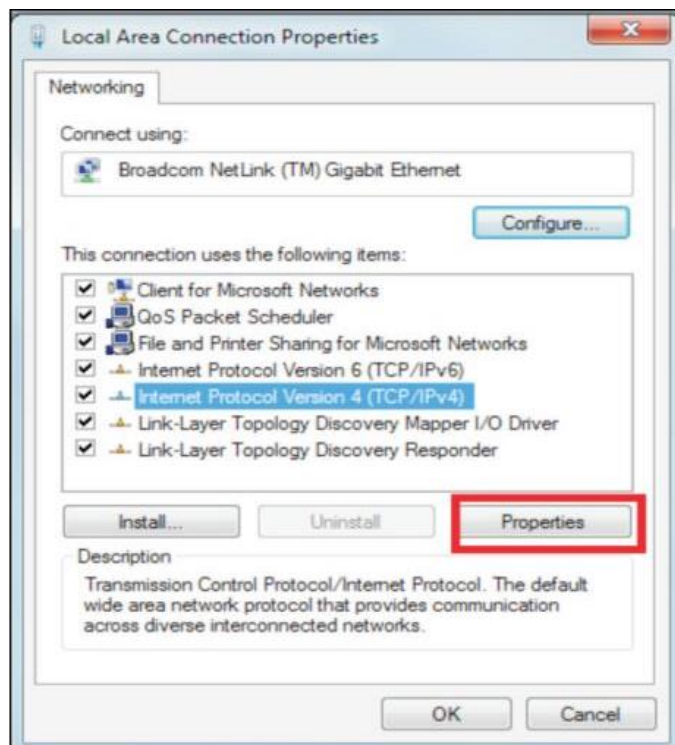 Local Area Connection Properties
Networking
Connect using:
Broadcom NetLink (TM) Gigabit Ethernet
Configure...
This connection uses the following items:
Client for Microsoft Networks
QoS Packet Scheduler
File and Printer Sharing for Microsoft Networks
Internet Protocol Version 6 (TCP/IPv6)
Internet Protocol Version 4 (TCP/IPv4)
Link-Layer Topology Discovery Mapper I/O Driver
Link-Layer Topology Discovery Responder
Install... Uninstall Properties
Description
Transmission Control Protocol/Internet Protocol. The default
wide area network protocol that provides communication
across diverse interconnected networks.
OK Cancel